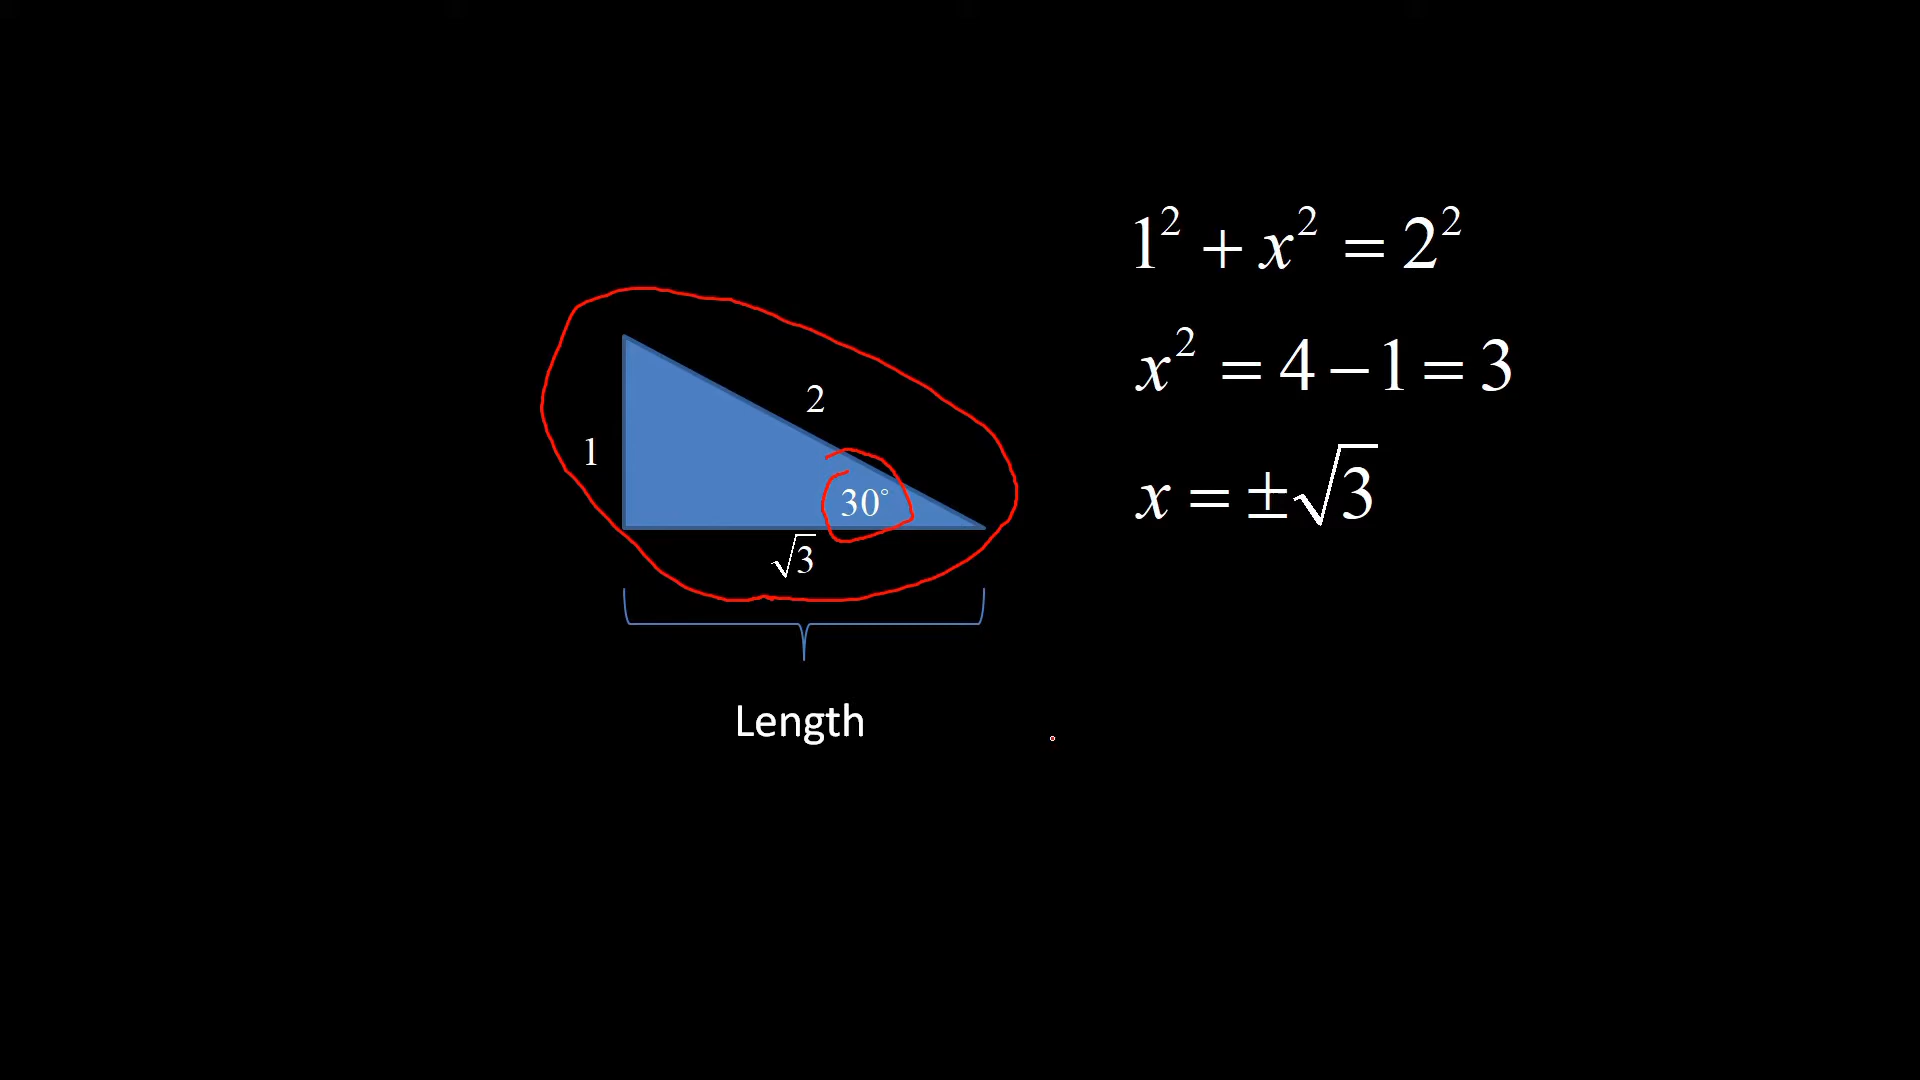 1² + x² = 2²
x² = 4 − 1 = 3
x = ±√3
2
1
30°
√3
Length